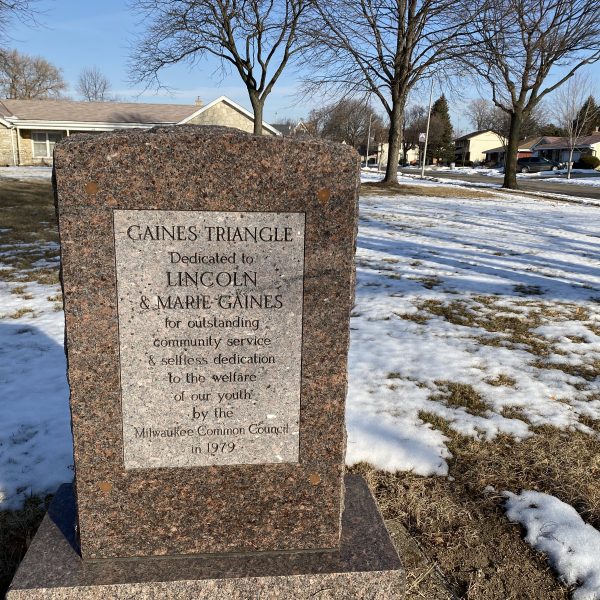 GAINES TRIANGLE
Dedicated to
LINCOLN
& MARIE GAINES
for outstanding
community service
& selfless dedication
to the welfare
of our youth
by the
Milwaukee Common Council
in 1979